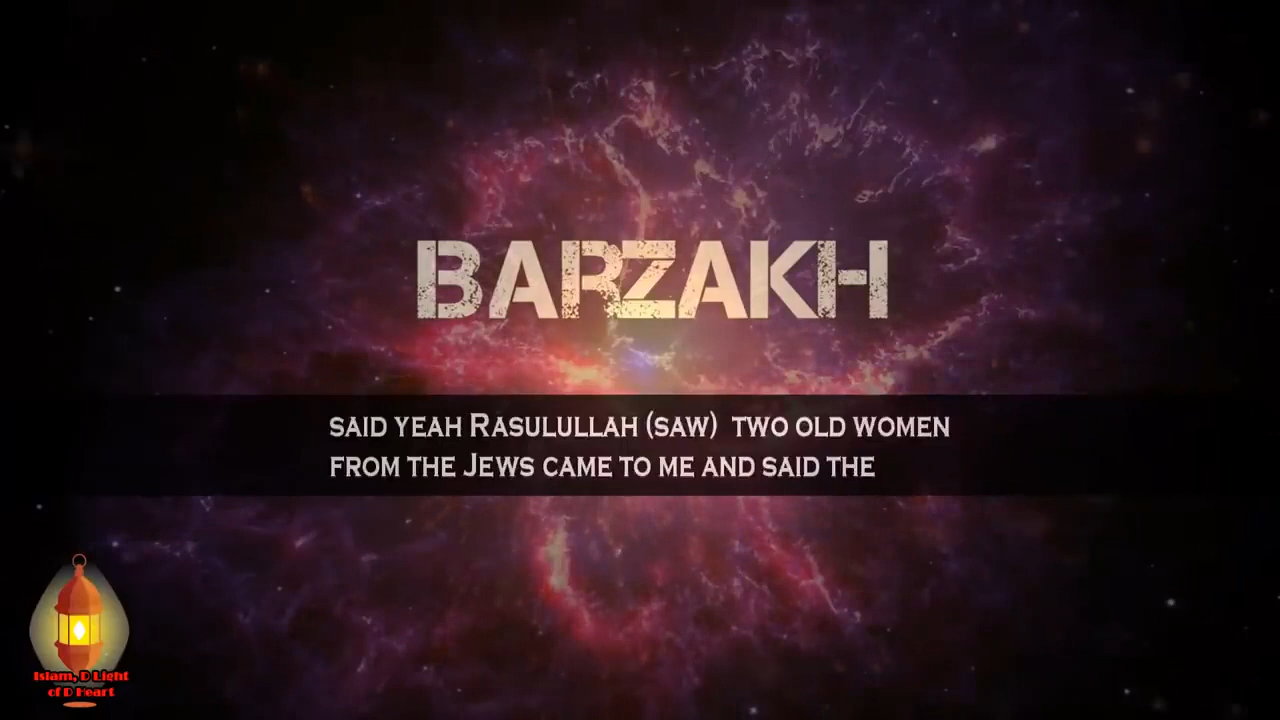 BARZAKH
SAID YEAH RASULULLAH (SAW) TWO OLD WOMEN
FROM THE JEWS CAME TO ME AND SAID THE
Islam, D Light
of D Heart